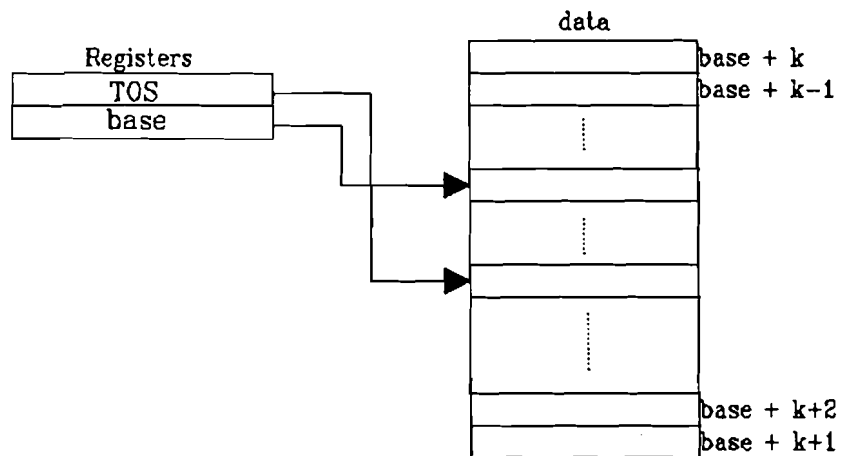 data
Registers
TOS
base
base + k
base + k-1
base + k+2
base + k+1